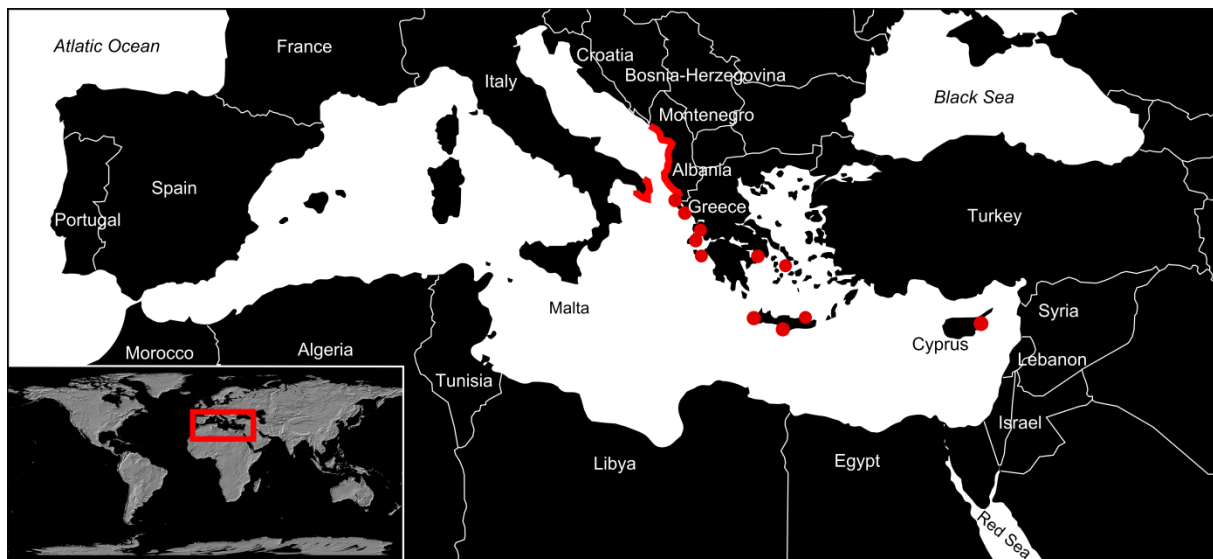 Atlatic Ocean
France
Croatia
Italy
Bosnia-Herzegovina
Black Sea
Montenegro
Spain
Albania
Portugal
Greece
Turkey
Malta
Syria
Cyprus
Morocco
Algeria
Lebanon
Tunisia
Israel
Libya
Egypt
Red Sea